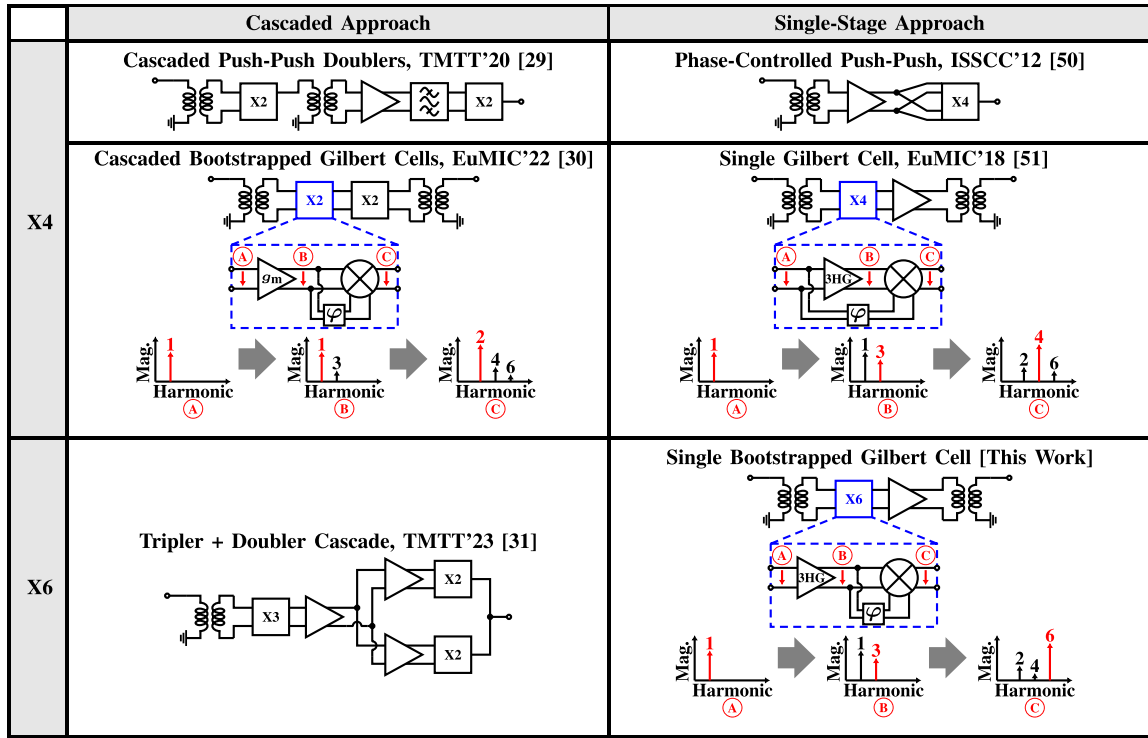 Cascaded Approach
Single-Stage Approach
X4
Cascaded Push-Push Doublers, TMTT'20 [29]
X2
X2
Phase-Controlled Push-Push, ISSCC'12 [50]
X4
Cascaded Bootstrapped Gilbert Cells, EuMIC'22 [30]
X2
X2
A
B
C
gm
φ
Mag.
1
Harmonic
A
Mag.
1
3
Harmonic
B
Mag.
2
4
6
Harmonic
C
Single Gilbert Cell, EuMIC'18 [51]
X4
A
B
C
3HG
φ
Mag.
1
Harmonic
A
Mag.
1
3
Harmonic
B
Mag.
2
4
6
Harmonic
C
X6
Tripler + Doubler Cascade, TMTT'23 [31]
X3
X2
X2
Single Bootstrapped Gilbert Cell [This Work]
X6
A
B
C
3HG
φ
Mag.
1
Harmonic
A
Mag.
1
3
Harmonic
B
Mag.
2
4
6
Harmonic
C